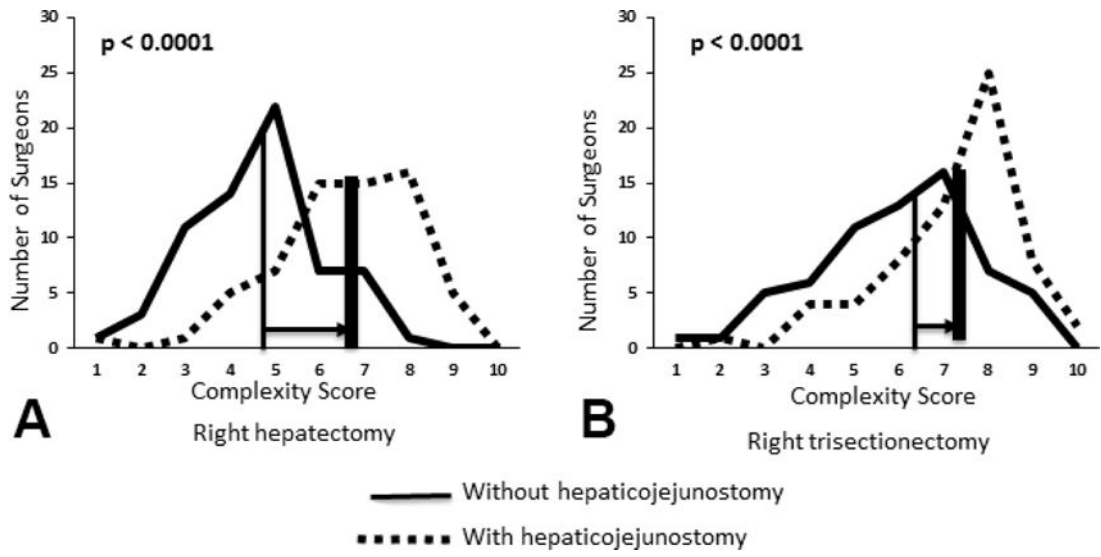 p < 0.0001
Number of Surgeons
30
25
20
15
10
5
0
1 2 3 4 5 6 7 8 9 10
Complexity Score
A
Right hepatectomy
p < 0.0001
Number of Surgeons
30
25
20
15
10
5
0
1 2 3 4 5 6 7 8 9 10
Complexity Score
B
Right trisectionectomy
Without hepaticojejunostomy
With hepaticojejunostomy